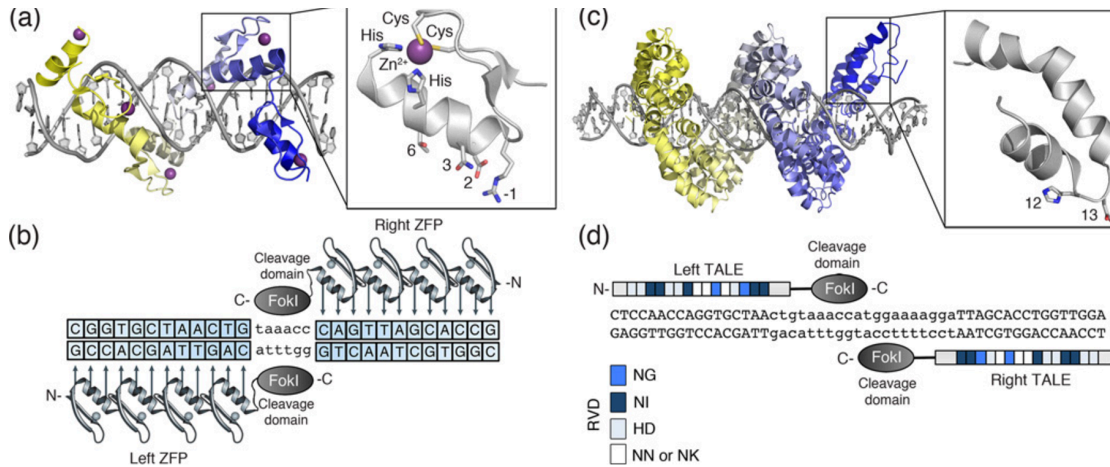 (a)
Cys
Cys
His
Zn2+
His
6
3
2
-1
(b)
Right ZFP
Cleavage
domain
C-
FokI
-N
CGGTGCTAACTG taaacc CAGTTAGCACCG
GCCACGATTGAC atttgg GTCAATCGTGGC
N-
FokI
-C
Cleavage
domain
Left ZFP
(c)
12
13
(d)
Cleavage
domain
Left TALE
N-
FokI
-C
CTCCAACCAGGTGCTAActgtaaaccatggaaaaggaTTAGCACCTGGTTGGA
GAGGTTGGTCCACGATTgacatttggtaccttttcctAATCGTGGACCAACCT
C-
FokI
Cleavage
domain
Right TALE
RVD
NG
NI
HD
NN or NK